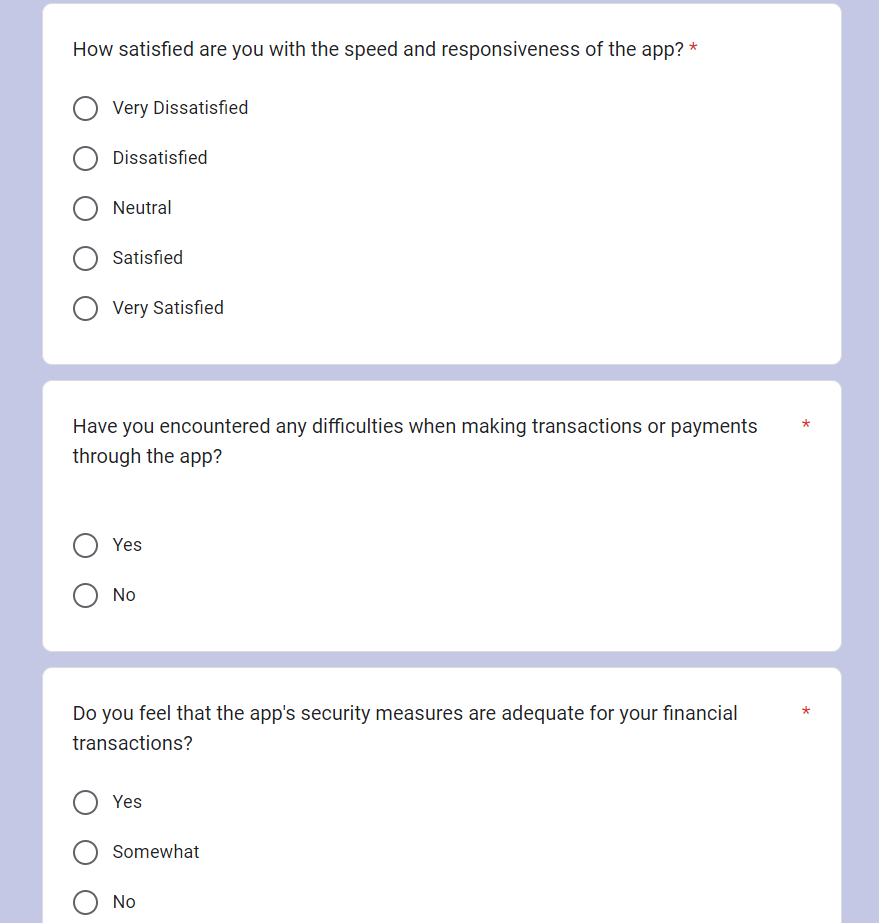 How satisfied are you with the speed and responsiveness of the app? *
Very Dissatisfied
Dissatisfied
Neutral
Satisfied
Very Satisfied
Have you encountered any difficulties when making transactions or payments *
through the app?
Yes
No
Do you feel that the app's security measures are adequate for your financial *
transactions?
Yes
Somewhat
No